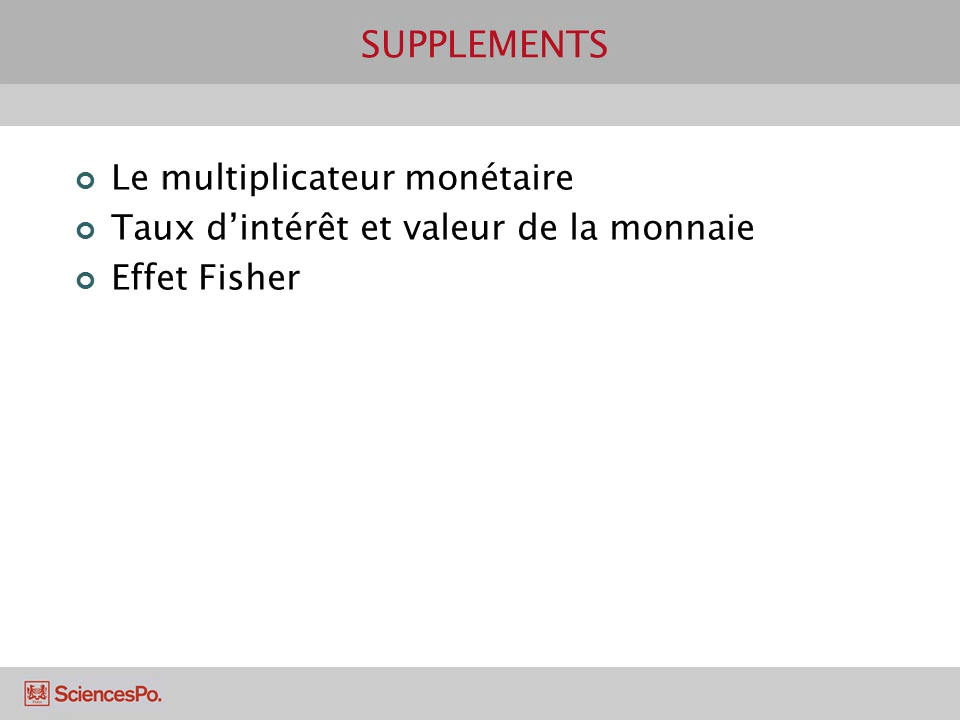 SUPPLEMENTS
Le multiplicateur monétaire
Taux d’intérêt et valeur de la monnaie
Effet Fisher
SciencesPo.